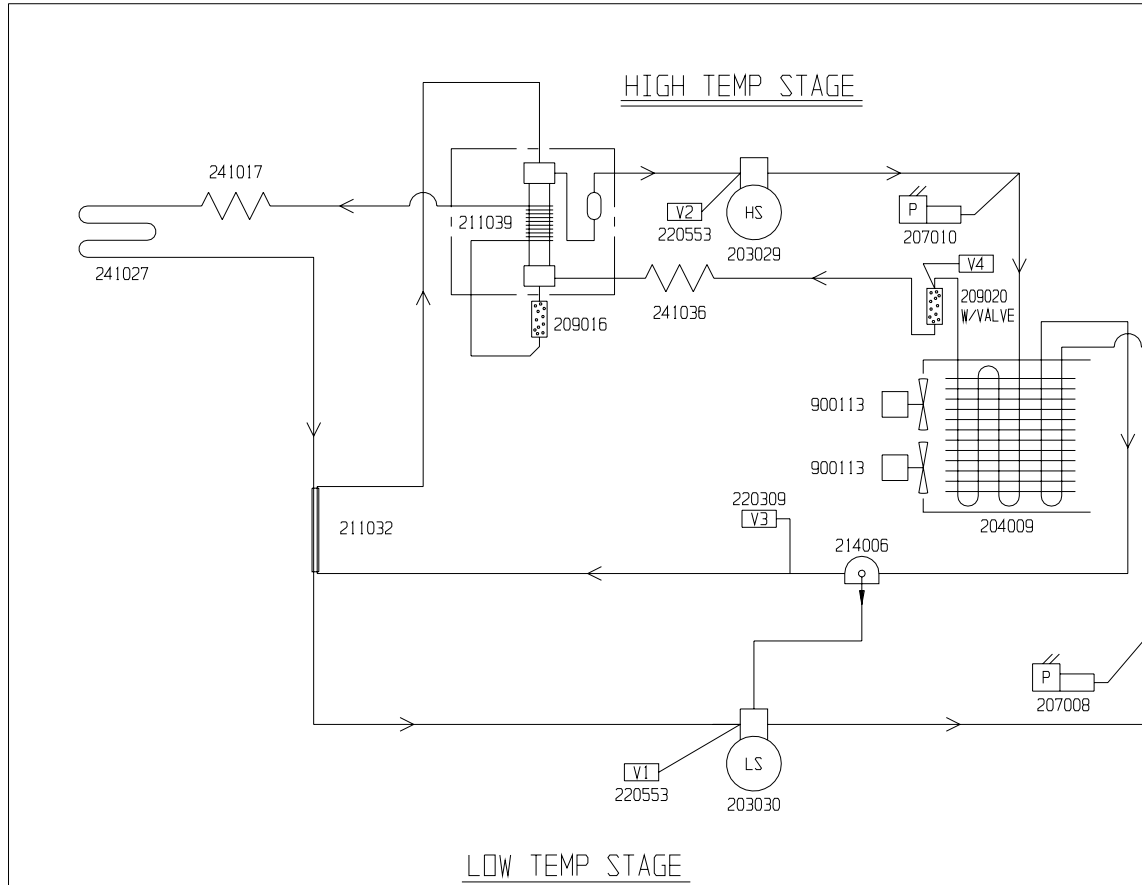 HIGH TEMP STAGE
241017
211039
V2
220553
HS
203029
P
207010
V4
209020
W/VALVE
241027
209016
241036
900113
900113
204009
220309
V3
211032
214006
P
207008
V1
220553
LS
203030
LOW TEMP STAGE